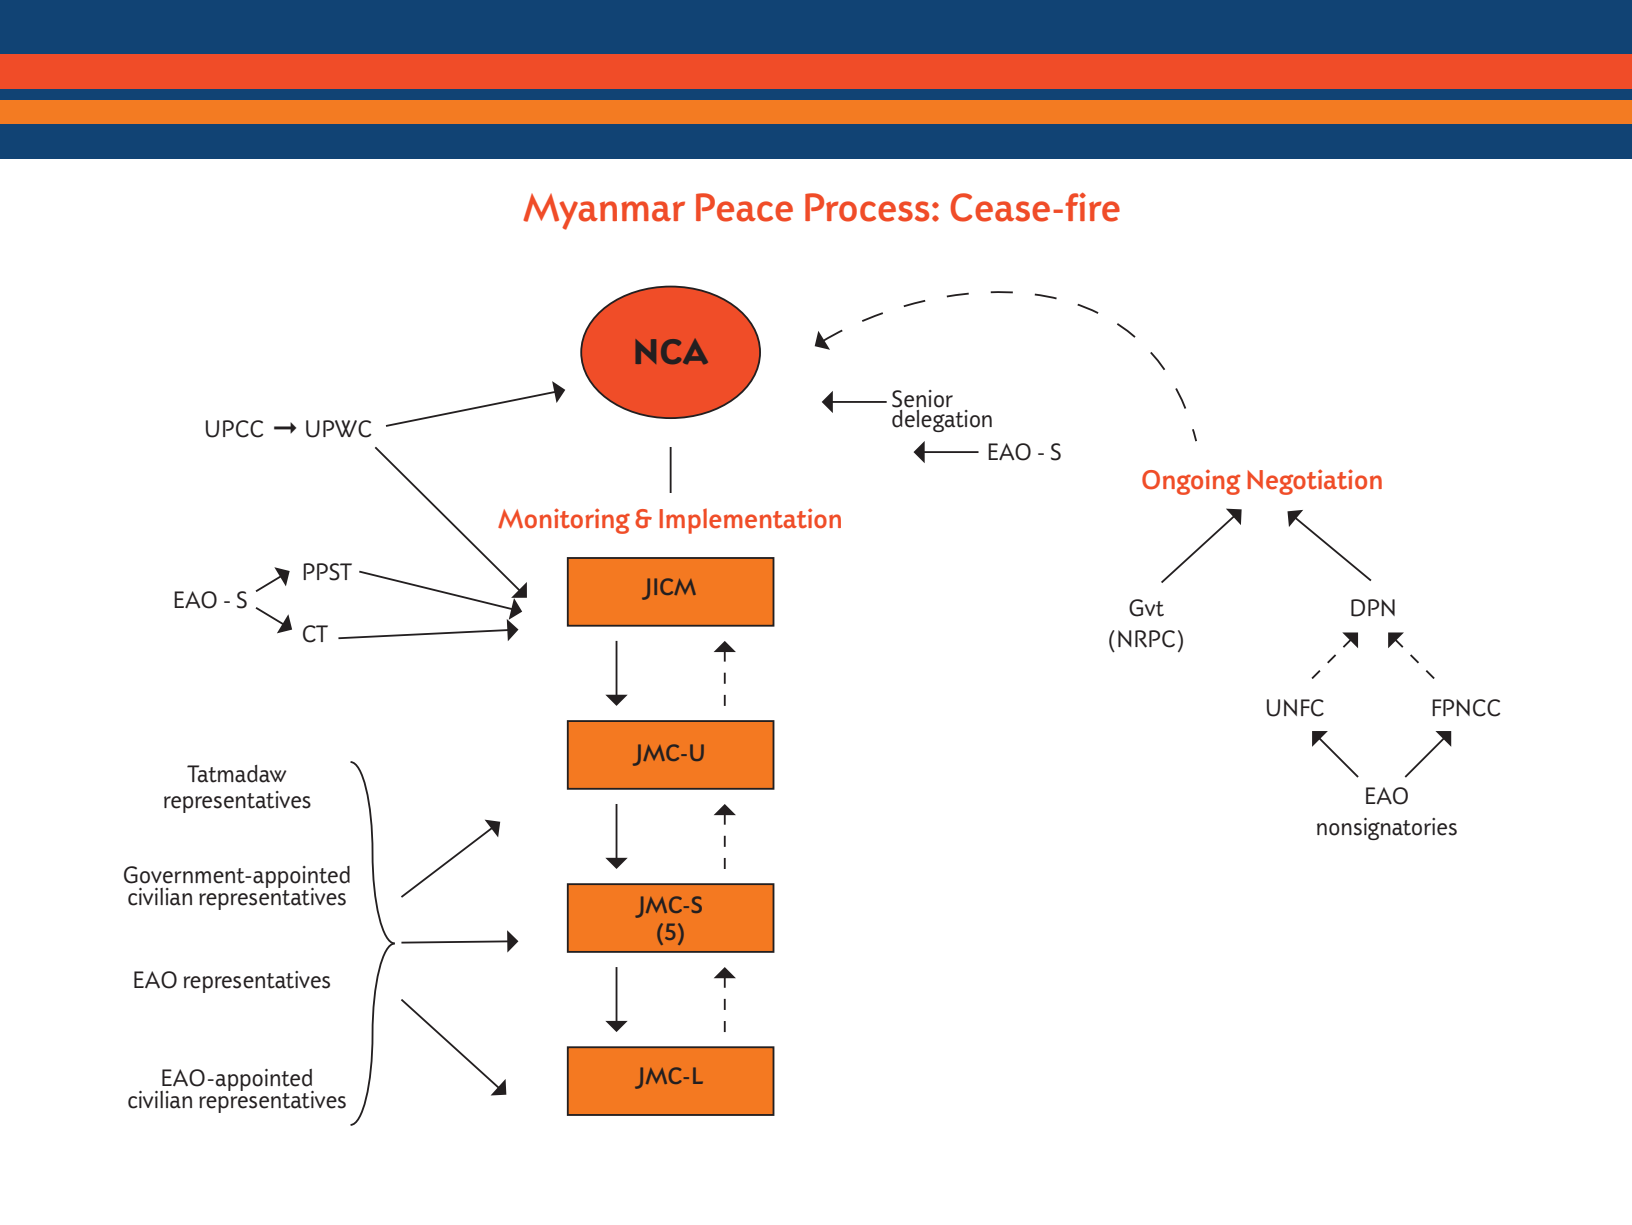 Myanmar Peace Process: Cease-fire
NCA
Senior
delegation
EAO - S
UPCC → UPWC
Ongoing Negotiation
Monitoring & Implementation
EAO - S
PPST
CT
JICM
Gvt
(NRPC)
DPN
UNFC
FPNCC
EAO
nonsignatories
JMC-U
Tatmadaw
representatives
Government-appointed
civilian representatives
EAO representatives
EAO-appointed
civilian representatives
JMC-S
(5)
JMC-L